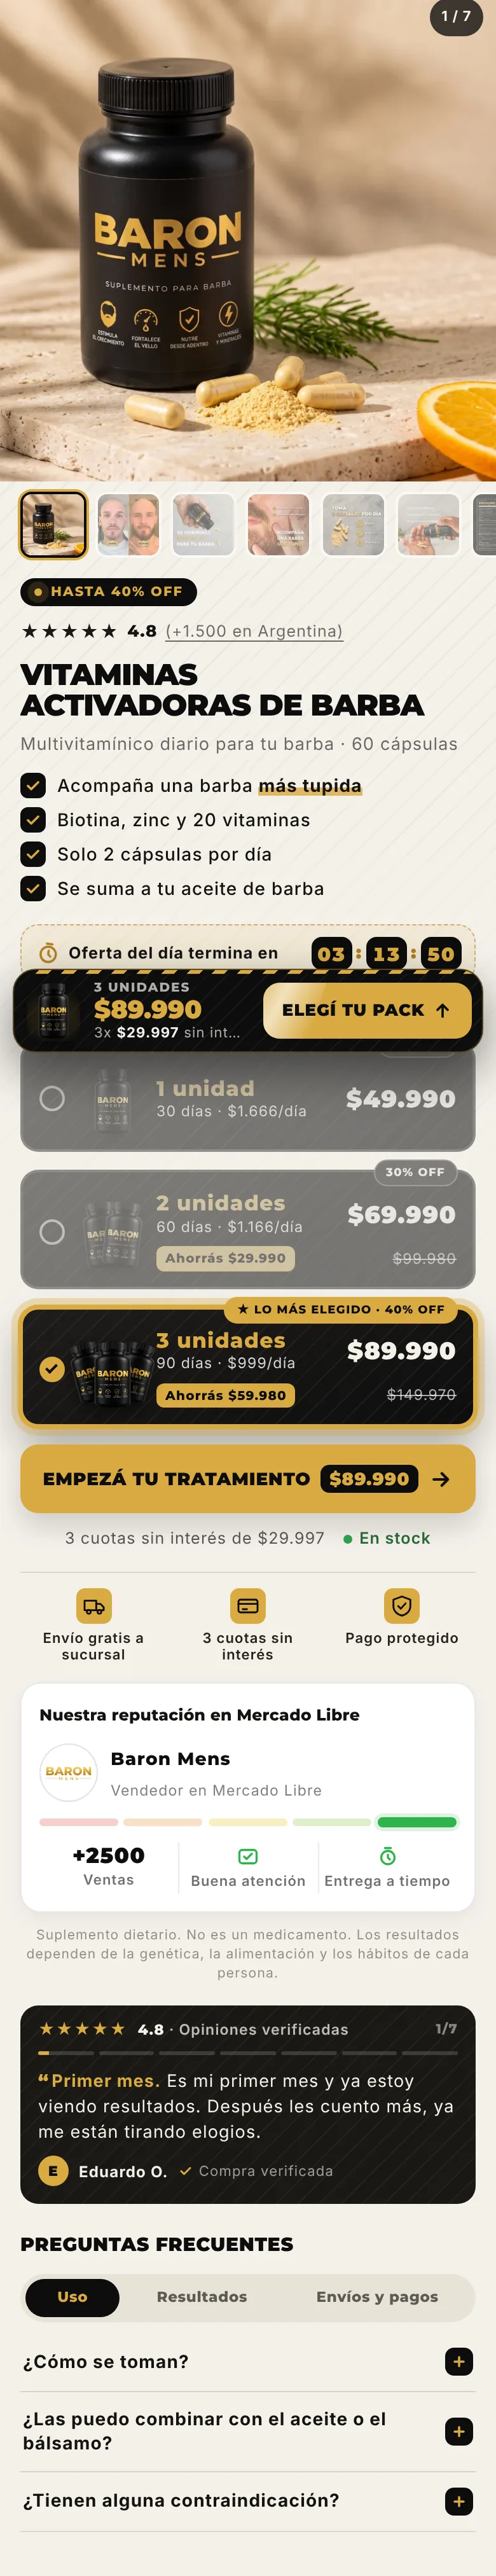 1 / 7
BARON
MENS
SUPLEMENTO PARA BARBA
ESTIMULA
EL CRECIMIENTO
FORTALECE
EL VELLO
NUTRE
DESDE ADENTRO
VITAMINAS
Y MINERALES
HASTA 40% OFF
★★★★★ 4.8 (+1.500 en Argentina)
VITAMINAS
ACTIVADORAS DE BARBA
Multivitamínico diario para tu barba · 60 cápsulas
Acompaña una barba más tupida
Biotina, zinc y 20 vitaminas
Solo 2 cápsulas por día
Se suma a tu aceite de barba
Oferta del día termina en 03 : 13 : 50
3 UNIDADES
$89.990
3x $29.997 sin int...
ELEGÍ TU PACK ↑
1 unidad
30 días · $1.666/día
$49.990
30% OFF
2 unidades
60 días · $1.166/día
Ahorrás $29.990
$69.990
$99.980
★ LO MÁS ELEGIDO · 40% OFF
3 unidades
90 días · $999/día
Ahorrás $59.980
$89.990
$149.970
EMPEZÁ TU TRATAMIENTO $89.990 →
3 cuotas sin interés de $29.997 ● En stock
Envío gratis a
sucursal
3 cuotas sin
interés
Pago protegido
Nuestra reputación en Mercado Libre
BARON
MENS
Baron Mens
Vendedor en Mercado Libre
+2500
Ventas
Buena atención
Entrega a tiempo
Suplemento dietario. No es un medicamento. Los resultados
dependen de la genética, la alimentación y los hábitos de cada
persona.
★★★★★ 4.8 · Opiniones verificadas 1/7
“Primer mes. Es mi primer mes y ya estoy
viendo resultados. Después les cuento más, ya
me están tirando elogios.
E Eduardo O. ✓ Compra verificada
PREGUNTAS FRECUENTES
Uso Resultados Envíos y pagos
¿Cómo se toman? +
¿Las puedo combinar con el aceite o el
bálsamo? +
¿Tienen alguna contraindicación? +